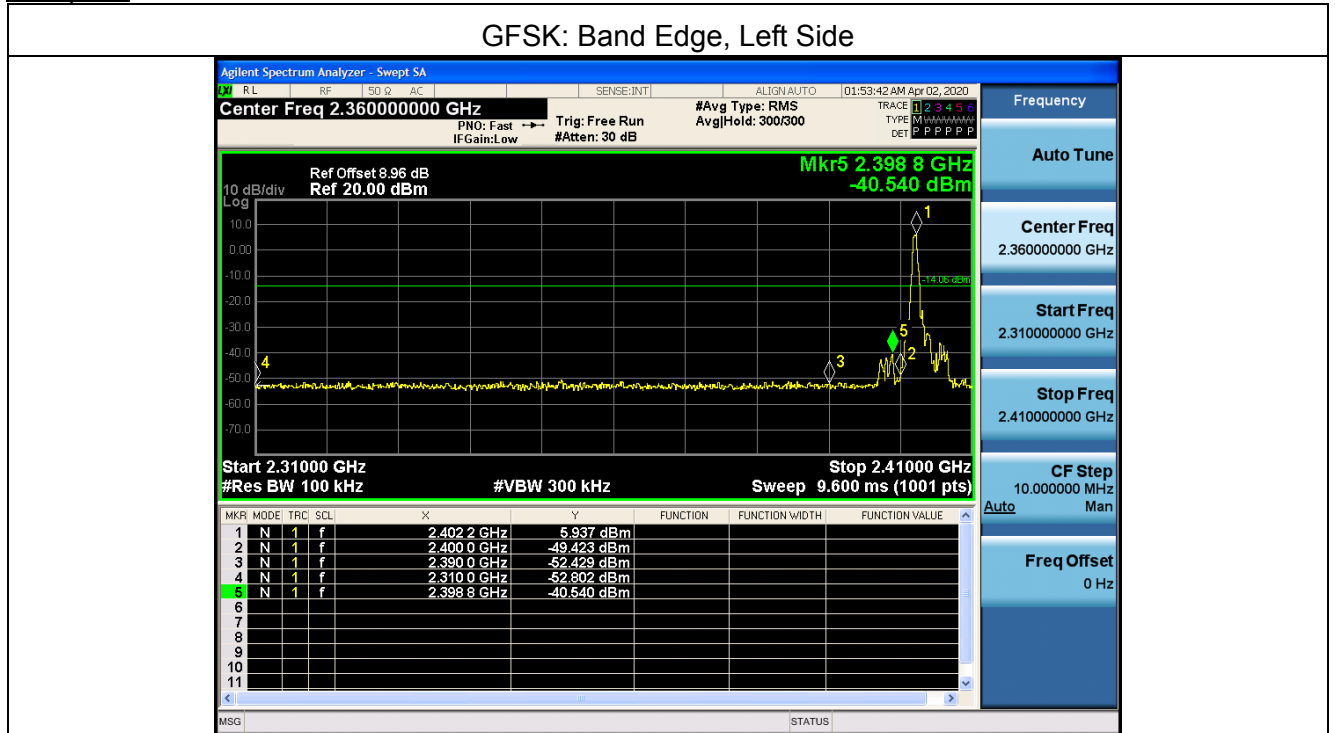 GFSK: Band Edge, Left Side
Agilent Spectrum Analyzer - Swept SA
LXI RL RF 50 Ω AC SENSE:INT ALIGN AUTO 01:53:42 AM Apr 02, 2020
Center Freq 2.360000000 GHz #Avg Type: RMS TRACE 1 2 3 4 5 6
PNO: Fast Trig: Free Run Avg|Hold: 300/300 TYPE M
IFGain:Low #Atten: 30 dB DET P P P P P P
Frequency
Auto Tune
Center Freq
2.360000000 GHz
Start Freq
2.310000000 GHz
Stop Freq
2.410000000 GHz
CF Step
10.000000 MHz
Auto Man
Freq Offset
0 Hz
Mkr5 2.398 8 GHz
Ref Offset 8.96 dB
10 dB/div Ref 20.00 dBm -40.540 dBm
Log
10.0
0.00
-10.0
-20.0
-30.0
-40.0
-50.0
-60.0
-70.0
1
-14.06 dBm
5
2
3
4
Start 2.31000 GHz Stop 2.41000 GHz
#Res BW 100 kHz #VBW 300 kHz Sweep 9.600 ms (1001 pts)
MKR MODE TRC SCL X Y FUNCTION FUNCTION WIDTH FUNCTION VALUE
1 N 1 f 2.402 2 GHz 5.937 dBm
2 N 1 f 2.400 0 GHz -49.423 dBm
3 N 1 f 2.390 0 GHz -52.429 dBm
4 N 1 f 2.310 0 GHz -52.802 dBm
5 N 1 f 2.398 8 GHz -40.540 dBm
6
7
8
9
10
11
MSG STATUS